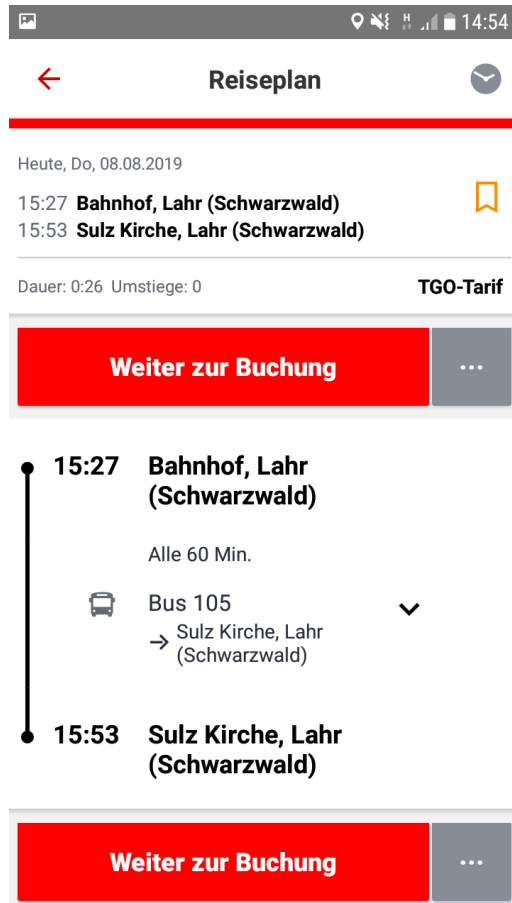 14:54
Reiseplan
Heute, Do, 08.08.2019
15:27 Bahnhof, Lahr (Schwarzwald)
15:53 Sulz Kirche, Lahr (Schwarzwald)
Dauer: 0:26 Umstiege: 0 TGO-Tarif
Weiter zur Buchung ...
15:27 Bahnhof, Lahr
(Schwarzwald)
Alle 60 Min.
Bus 105
→ Sulz Kirche, Lahr
(Schwarzwald)
15:53 Sulz Kirche, Lahr
(Schwarzwald)
Weiter zur Buchung ...